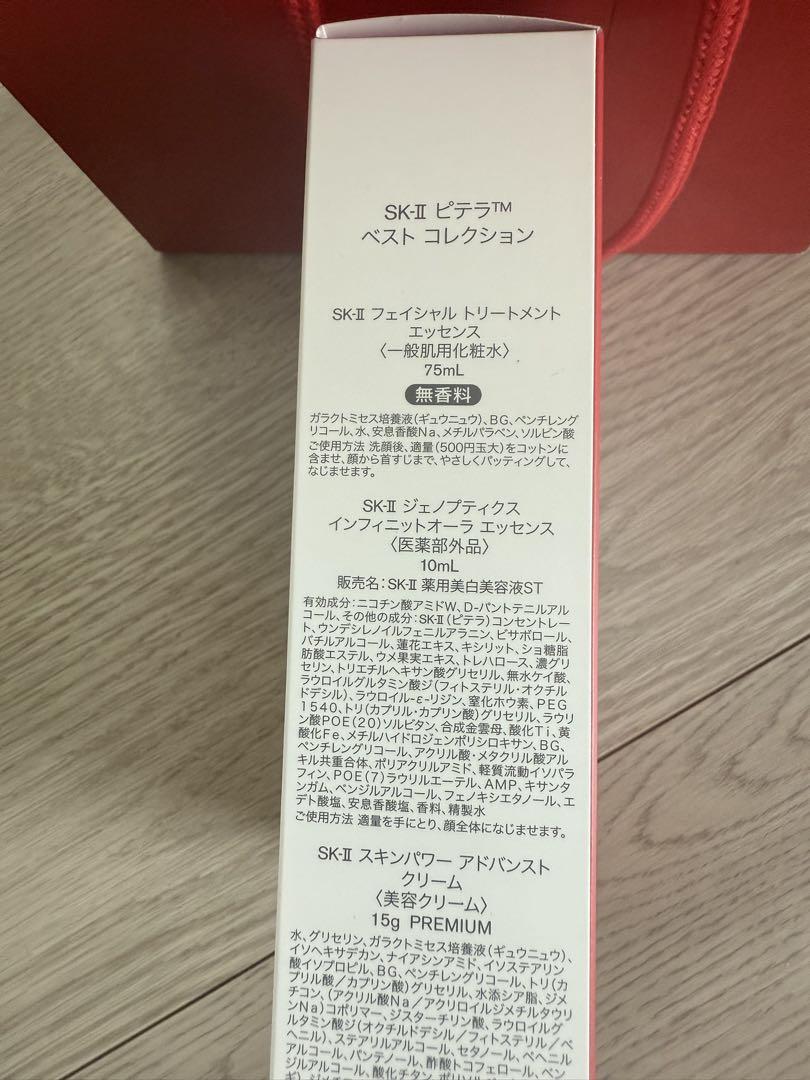 SK-Ⅱ ピテラ™
ベスト コレクション
SK-Ⅱ フェイシャル トリートメント
エッセンス
〈一般肌用化粧水〉
75mL
無香料
ガラクトミセス培養液(ギュウニュウ)、BG、ペンチレング
リコール、水、安息香酸Na、メチルパラベン、ソルビン酸
ご使用方法 洗顔後、適量(500円玉大)をコットンに
含ませ、顔から首すじまで、やさしくパッティングして、
なじませます。
SK-Ⅱ ジェノプティクス
インフィニットオーラ エッセンス
〈医薬部外品〉
10mL
販売名:SK-Ⅱ 薬用美白美容液ST
有効成分:ニコチン酸アミドW、D-パントテニルアル
コール、その他の成分:SK-Ⅱ(ピテラ)コンセントレー
ト、ウンデシレノイルフェニルアラニン、ビサボロール、
バチルアルコール、蓮花エキス、キシリット、ショ糖脂
肪酸エステル、ウメ果実エキス、トレハロース、濃グリ
セリン、トリエチルヘキサン酸グリセリル、無水ケイ酸、
ラウロイルグルタミン酸ジ(フィトステリル・オクチル
ドデシル)、ラウロイル-ε-リジン、窒化ホウ素、PEG
1540、トリ(カプリル・カプリン酸)グリセリル、ラウリ
ン酸POE(20)ソルビタン、合成金雲母、酸化Ti、黄
酸化Fe、メチルハイドロジェンポリシロキサン、BG、
ペンチレングリコール、アクリル酸・メタクリル酸アル
キル共重合体、ポリアクリルアミド、軽質流動イソパラ
フィン、POE(7)ラウリルエーテル、AMP、キサンタ
ンガム、ベンジルアルコール、フェノキシエタノール、エ
デト酸塩、安息香酸塩、香料、精製水
ご使用方法 適量を手にとり、顔全体になじませます。
SK-Ⅱ スキンパワー アドバンスト
クリーム
〈美容クリーム〉
15g PREMIUM
水、グリセリン、ガラクトミセス培養液(ギュウニュウ)、
イソヘキサデカン、ナイアシンアミド、イソステアリン
酸イソプロピル、BG、ペンチレングリコール、トリ(カ
プリル酸/カプリン酸)グリセリル、水添シア脂、ジメ
チコン、(アクリル酸Na/アクリロイルジメチルタウリ
ンNa)コポリマー、ジステアリン酸、ラウロイルグ
ルタミン酸ジ(オクチルドデシル/フィトステリル/ベ
ヘニル)、ステアリルアルコール、セタノール、ベヘニル
アルコール、パンテノール、酢酸トコフェロール、ベン
ジルアルコール、酸化チタン、